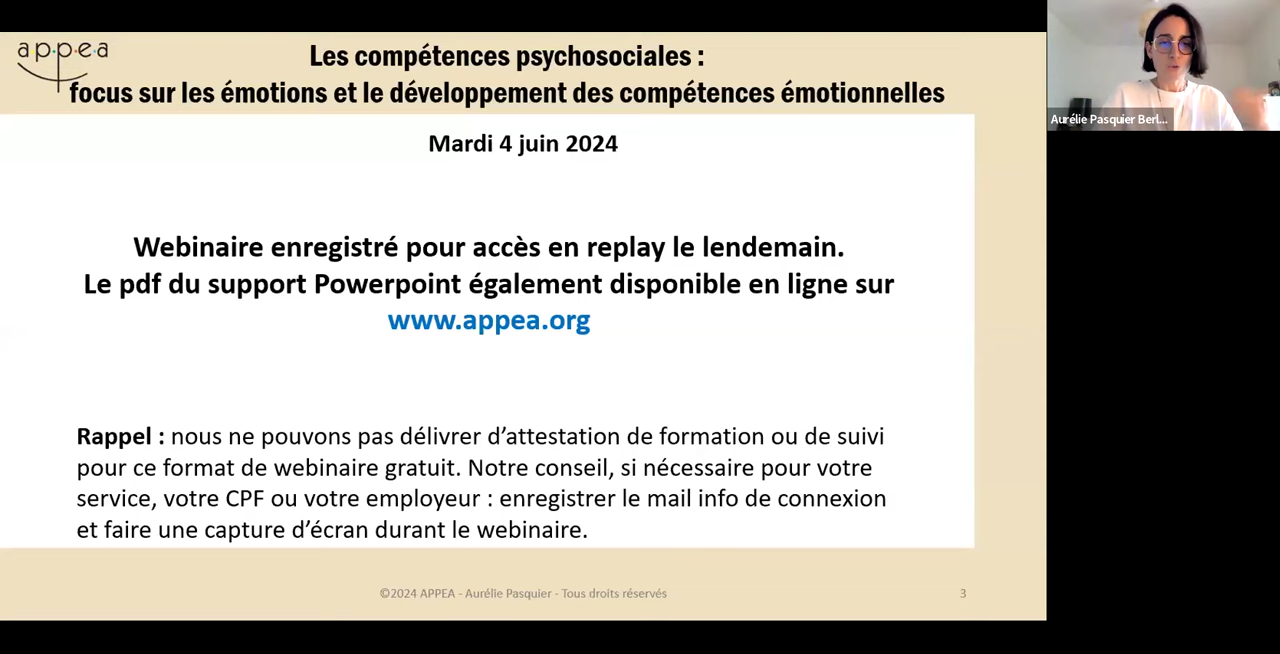 appea
Les compétences psychosociales :
focus sur les émotions et le développement des compétences émotionnelles
Aurélie Pasquier Berl...
Mardi 4 juin 2024
Webinaire enregistré pour accès en replay le lendemain.
Le pdf du support Powerpoint également disponible en ligne sur
www.appea.org
Rappel : nous ne pouvons pas délivrer d’attestation de formation ou de suivi
pour ce format de webinaire gratuit. Notre conseil, si nécessaire pour votre
service, votre CPF ou votre employeur : enregistrer le mail info de connexion
et faire une capture d’écran durant le webinaire.
©2024 APPEA - Aurélie Pasquier - Tous droits réservés
3